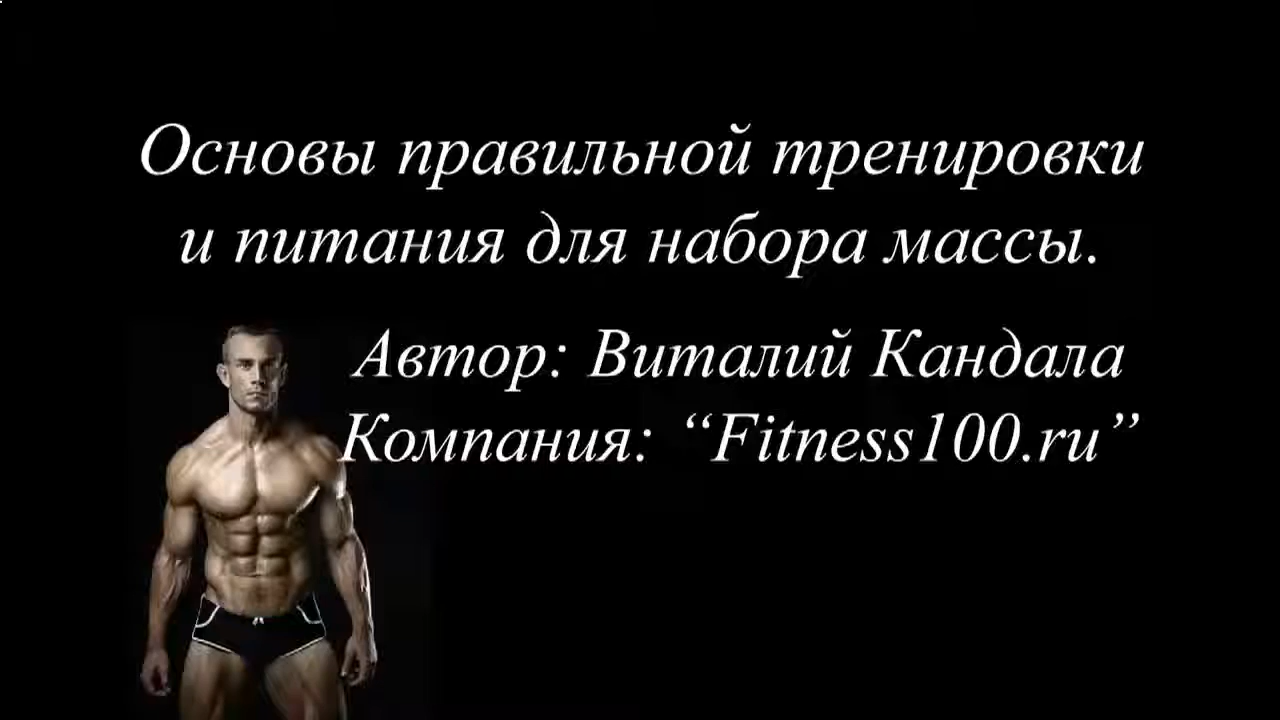 Основы правильной тренировки
и питания для набора массы.
Автор: Виталий Кандала
Компания: “Fitness100.ru”